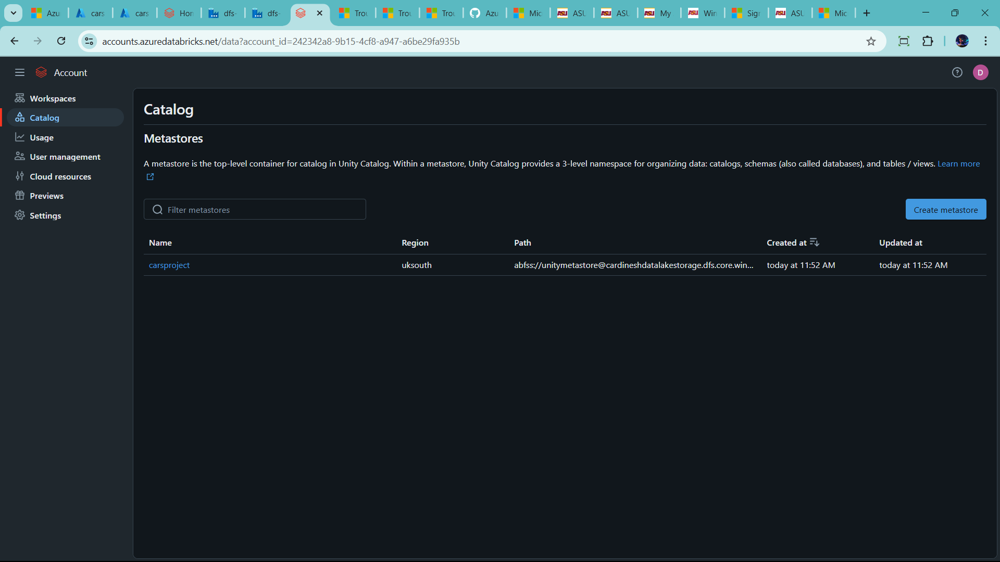 Azu
cars
cars
Hon
dfs-
dfs-
Trou
Trou
Trou
Azu
Mic
ASU
ASU
My
Win
Sign
ASU
Mic
accounts.azuredatabricks.net/data?account_id=242342a8-9b15-4cf8-a947-a6be29fa935b
Account
D
Workspaces
Catalog
Usage
User management
Cloud resources
Previews
Settings
Catalog
Metastores
A metastore is the top-level container for catalog in Unity Catalog. Within a metastore, Unity Catalog provides a 3-level namespace for organizing data: catalogs, schemas (also called databases), and tables / views. Learn more
Filter metastores
Create metastore
Name Region Path Created at Updated at
carsproject uksouth abfss://unitymetastore@cardineshdatalakestorage.dfs.core.win... today at 11:52 AM today at 11:52 AM